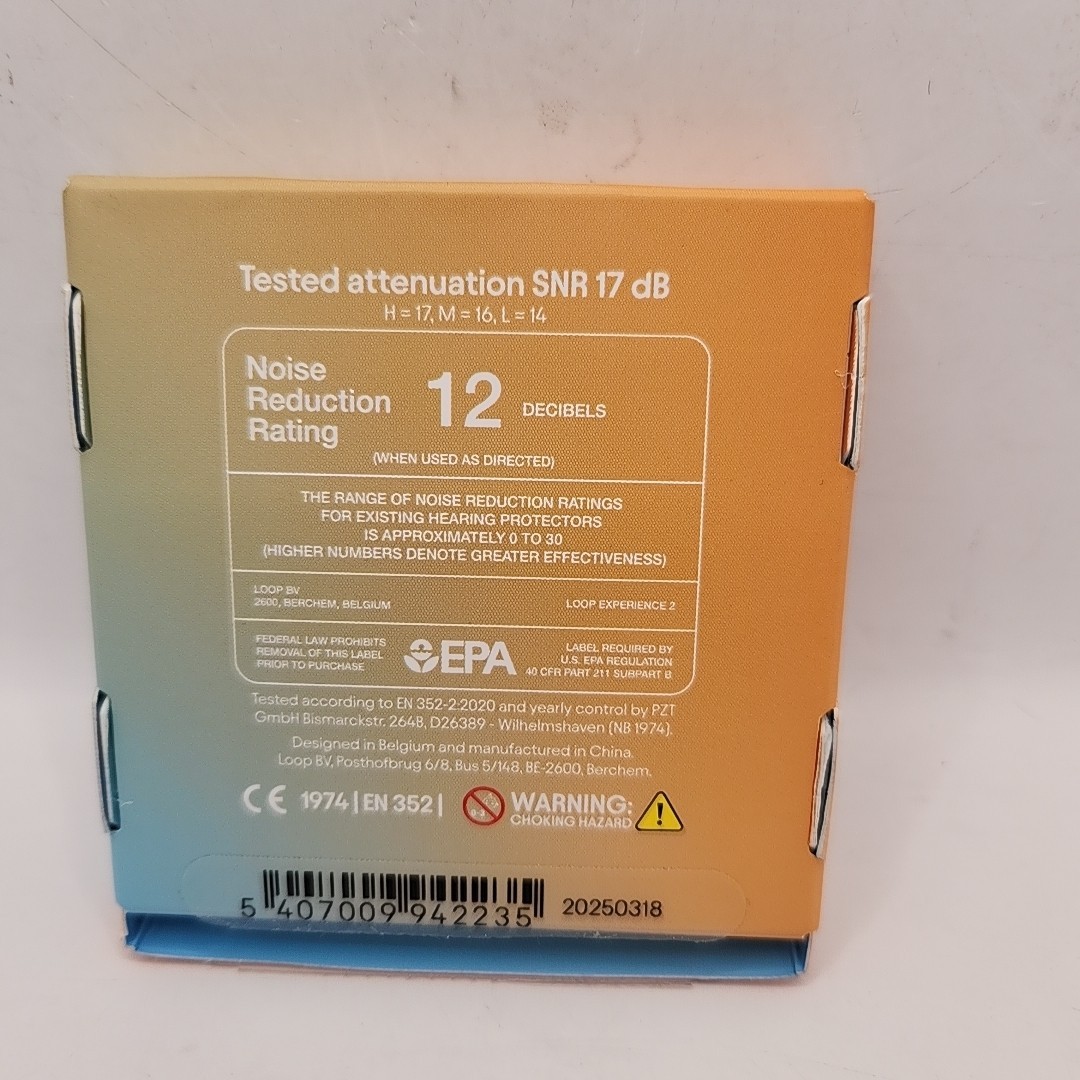 Tested attenuation SNR 17 dB
H = 17, M = 16, L = 14
Noise
Reduction
Rating
12 DECIBELS
(WHEN USED AS DIRECTED)
THE RANGE OF NOISE REDUCTION RATINGS
FOR EXISTING HEARING PROTECTORS
IS APPROXIMATELY 0 TO 30
(HIGHER NUMBERS DENOTE GREATER EFFECTIVENESS)
LOOP BV
2600, BERCHEM, BELGIUM
LOOP EXPERIENCE 2
FEDERAL LAW PROHIBITS
REMOVAL OF THIS LABEL
PRIOR TO PURCHASE
EPA
LABEL REQUIRED BY
U.S. EPA REGULATION
40 CFR PART 211 SUBPART B
Tested according to EN 352-2:2020 and yearly control by PZT
GmbH Bismarckstr. 264B, D26389 - Wilhelmshaven (NB 1974).
Designed in Belgium and manufactured in China.
Loop BV, Posthofbrug 6/8, Bus 5/148, BE-2600, Berchem.
CE 1974 | EN 352 |
0-3
WARNING:
CHOKING HAZARD
5 407009 942235
20250318